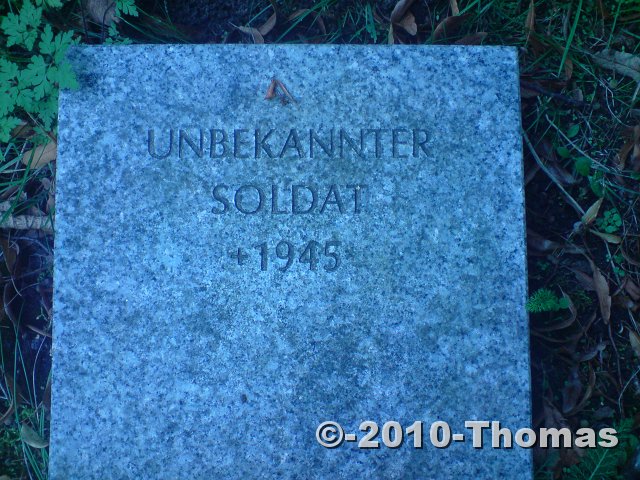 UNBEKANNTER
SOLDAT
+1945
©-2010-Thomas